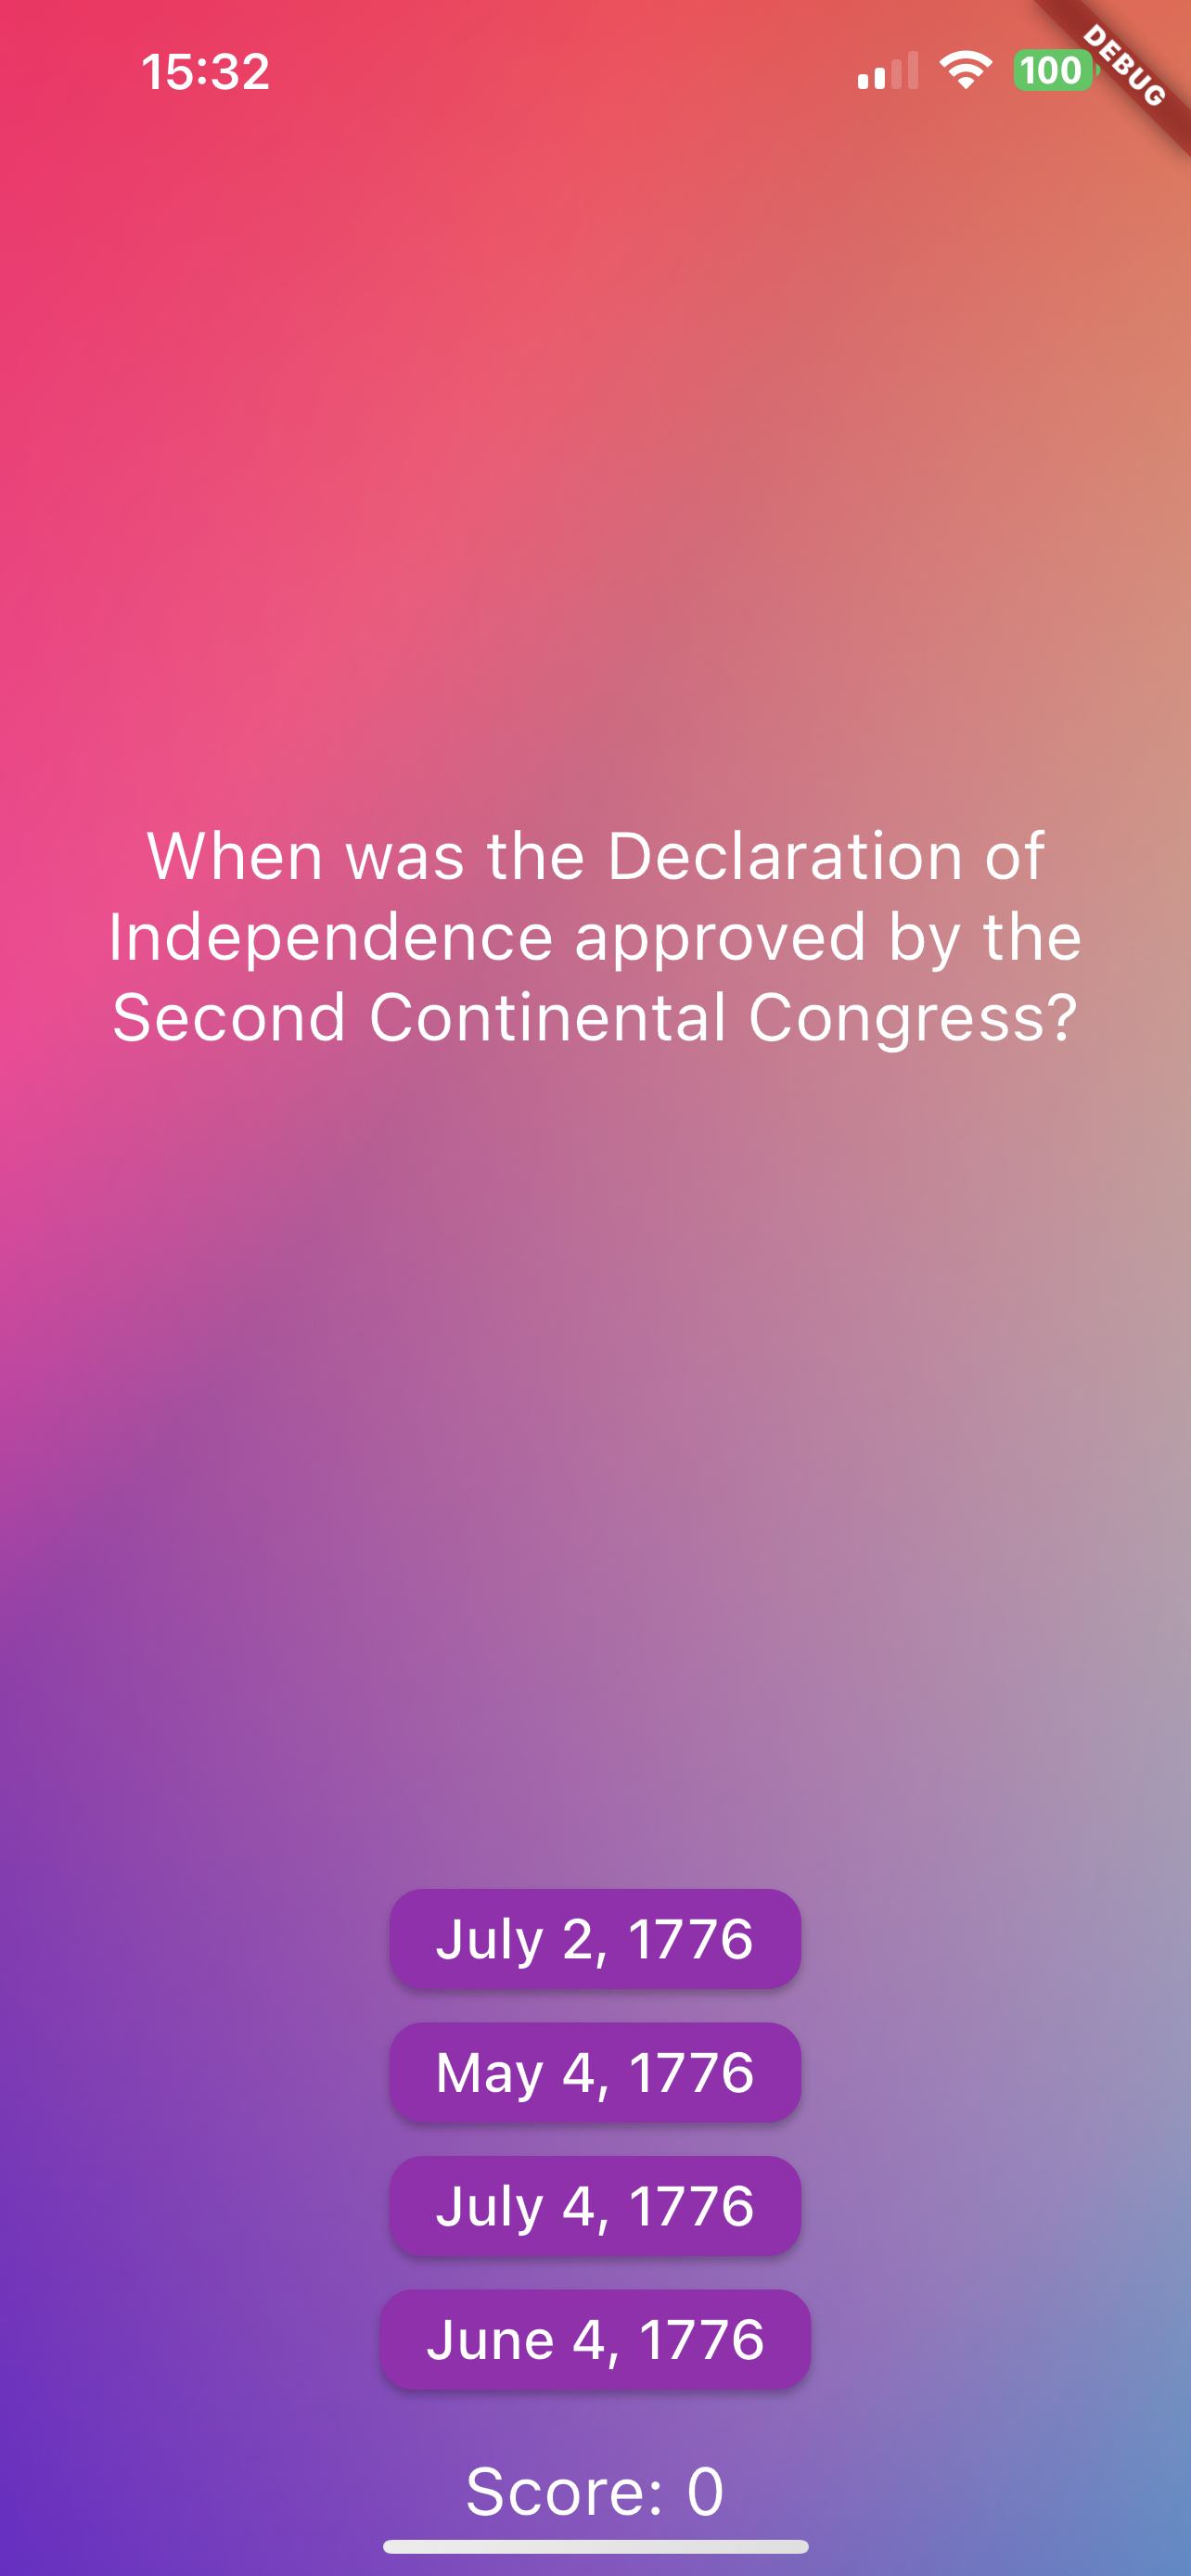 15:32
100
DEBUG
When was the Declaration of
Independence approved by the
Second Continental Congress?
July 2, 1776
May 4, 1776
July 4, 1776
June 4, 1776
Score: 0